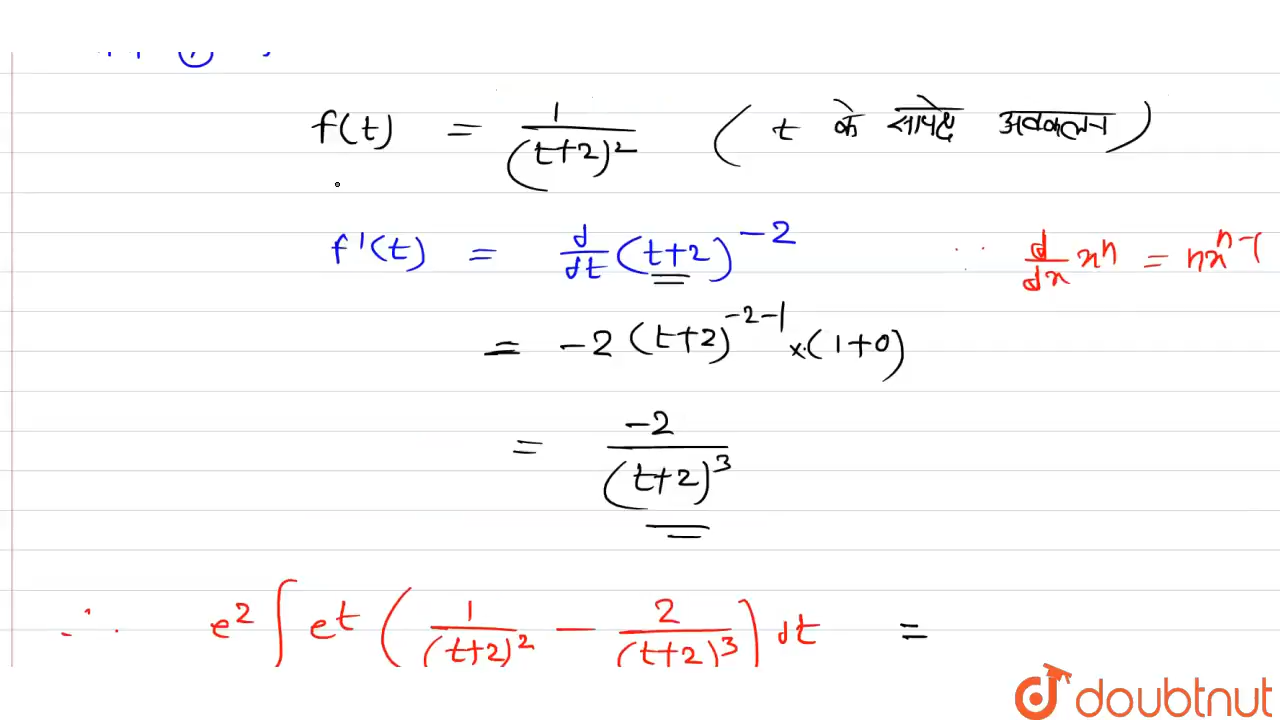 f(t) = 1/(t+2)² ( t के सापेक्ष अवकलन )
f'(t) = d/dt (t+2)⁻² ∵ d/dx xⁿ = nxⁿ⁻¹
= -2 (t+2)⁻²⁻¹ × (1+0)
= -2/(t+2)³
∴ e² ∫ eᵗ ( 1/(t+2)² - 2/(t+2)³ ) dt =
doubtnut